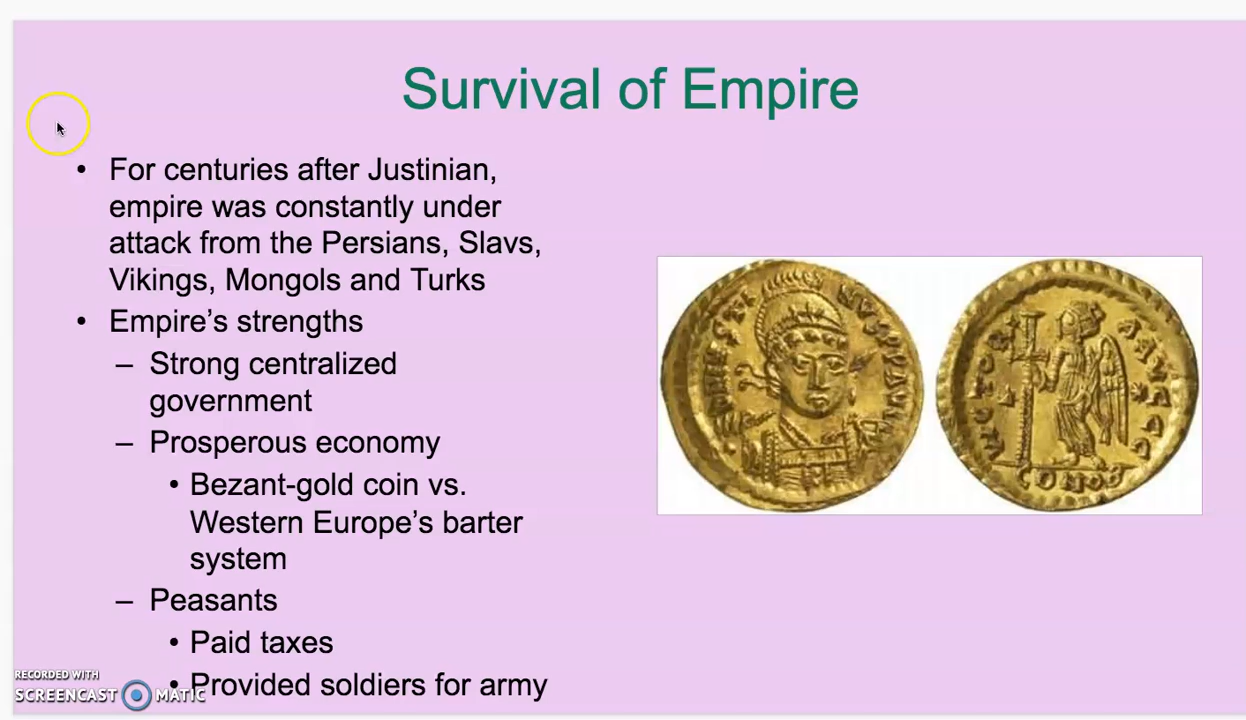 Survival of Empire
• For centuries after Justinian,
empire was constantly under
attack from the Persians, Slavs,
Vikings, Mongols and Turks
• Empire's strengths
– Strong centralized
government
– Prosperous economy
• Bezant-gold coin vs.
Western Europe's barter
system
– Peasants
• Paid taxes
• Provided soldiers for army
RECORDED WITH
SCREENCAST MATIC
CONOB